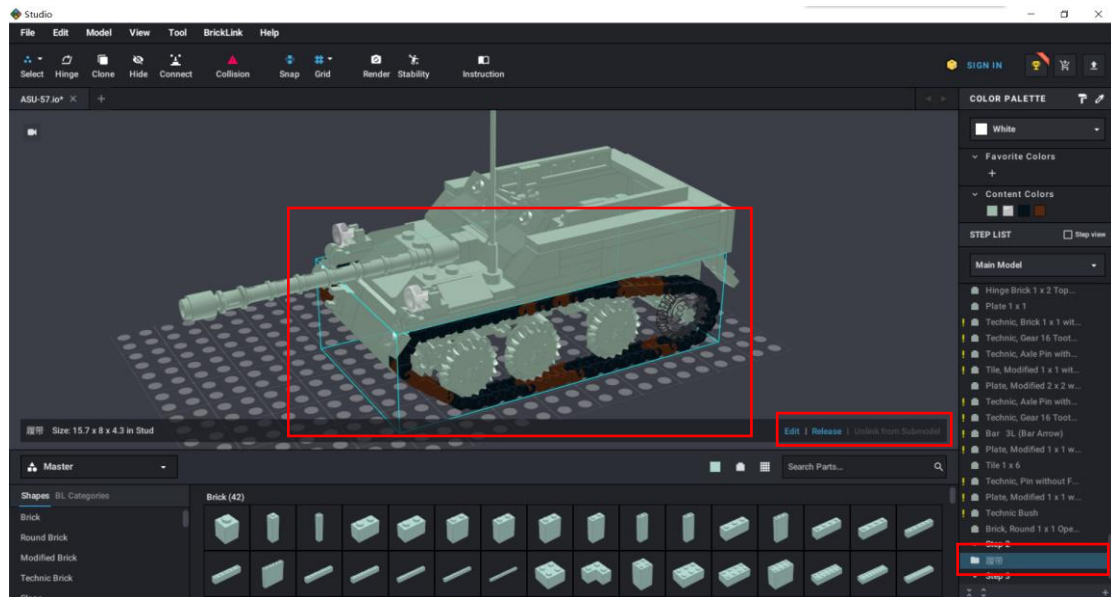 Studio
File Edit Model View Tool BrickLink Help
Select Hinge Clone Hide Connect Collision Snap Grid Render Stability Instruction
SIGN IN
ASU-57.io* × +
COLOR PALETTE
White
Favorite Colors
+
Content Colors
STEP LIST Step view
Main Model
Hinge Brick 1 x 2 Top...
Plate 1 x 1
Technic, Brick 1 x 1 wit...
Technic, Gear 16 Toot...
Technic, Axle Pin with...
Tile, Modified 1 x 1 wit...
Plate, Modified 2 x 2 w...
Technic, Axle Pin with...
Technic, Gear 16 Toot...
Bar 3L (Bar Arrow)
Plate, Modified 1 x 1 w...
Tile 1 x 6
Technic, Pin without F...
Plate, Modified 1 x 1 w...
Technic Bush
Brick, Round 1 x 1 Ope...
Step 2
履带
Step 3
履带 Size: 15.7 x 8 x 4.3 in Stud
Edit | Release | Unlink from Submodel
Master
Search Parts...
Shapes BL Categories
Brick (42)
Brick
Round Brick
Modified Brick
Technic Brick